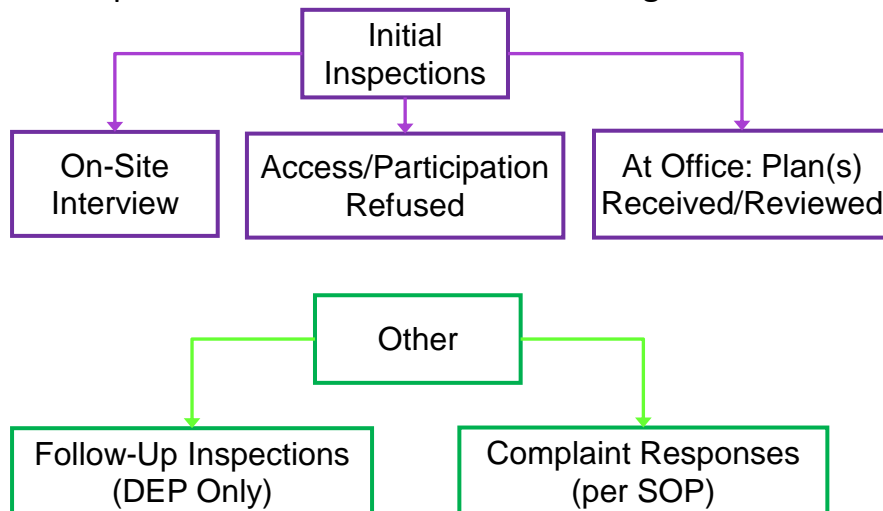 Initial
Inspections
On-Site
Interview
Access/Participation
Refused
At Office: Plan(s)
Received/Reviewed
Other
Follow-Up Inspections
(DEP Only)
Complaint Responses
(per SOP)